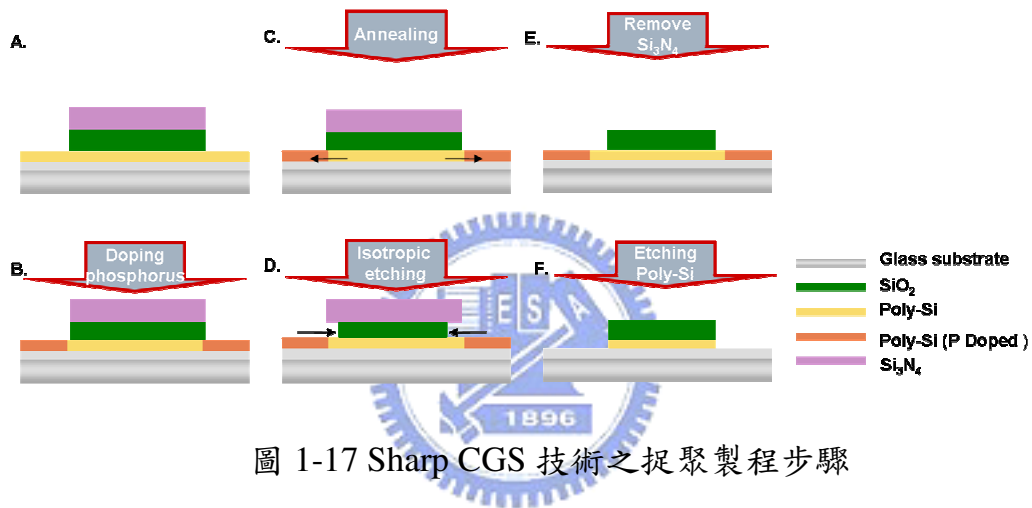 A.
C.
Annealing
E.
Remove
Si₃N₄
B.
Doping
phosphorus
D.
Isotropic
etching
F.
Etching
Poly-Si
Glass substrate
SiO₂
Poly-Si
Poly-Si (P Doped )
Si₃N₄
E S A
1896
圖 1-17 Sharp CGS 技術之捉聚製程步驟